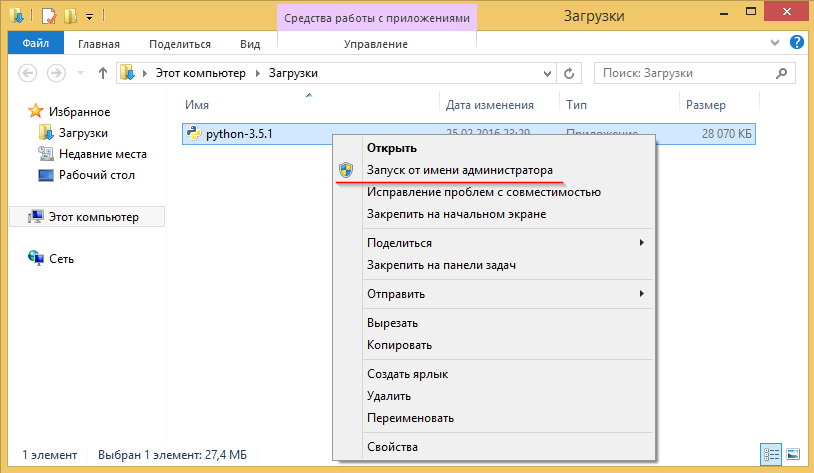 Средства работы с приложениями
Загрузки
Файл
Главная
Поделиться
Вид
Управление
Этот компьютер
Загрузки
Поиск: Загрузки
Имя
Дата изменения
Тип
Размер
Избранное
Загрузки
Недавние места
Рабочий стол
Этот компьютер
Сеть
python-3.5.1
25.02.2016 23:29
Приложение
28 070 КБ
Открыть
Запуск от имени администратора
Исправление проблем с совместимостью
Закрепить на начальном экране
Поделиться
Закрепить на панели задач
Отправить
Вырезать
Копировать
Создать ярлык
Удалить
Переименовать
Свойства
1 элемент
Выбран 1 элемент: 27,4 МБ